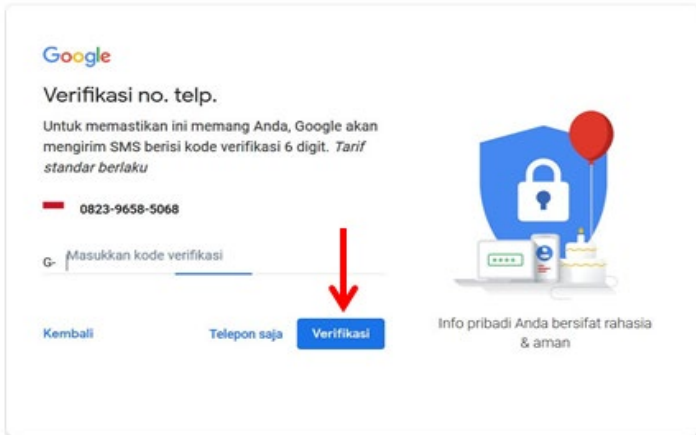 Google
Verifikasi no. telp.
Untuk memastikan ini memang Anda, Google akan
mengirim SMS berisi kode verifikasi 6 digit. Tarif
standar berlaku
0823-9658-5068
G- Masukkan kode verifikasi
Kembali
Telepon saja
Verifikasi
Info pribadi Anda bersifat rahasia
& aman